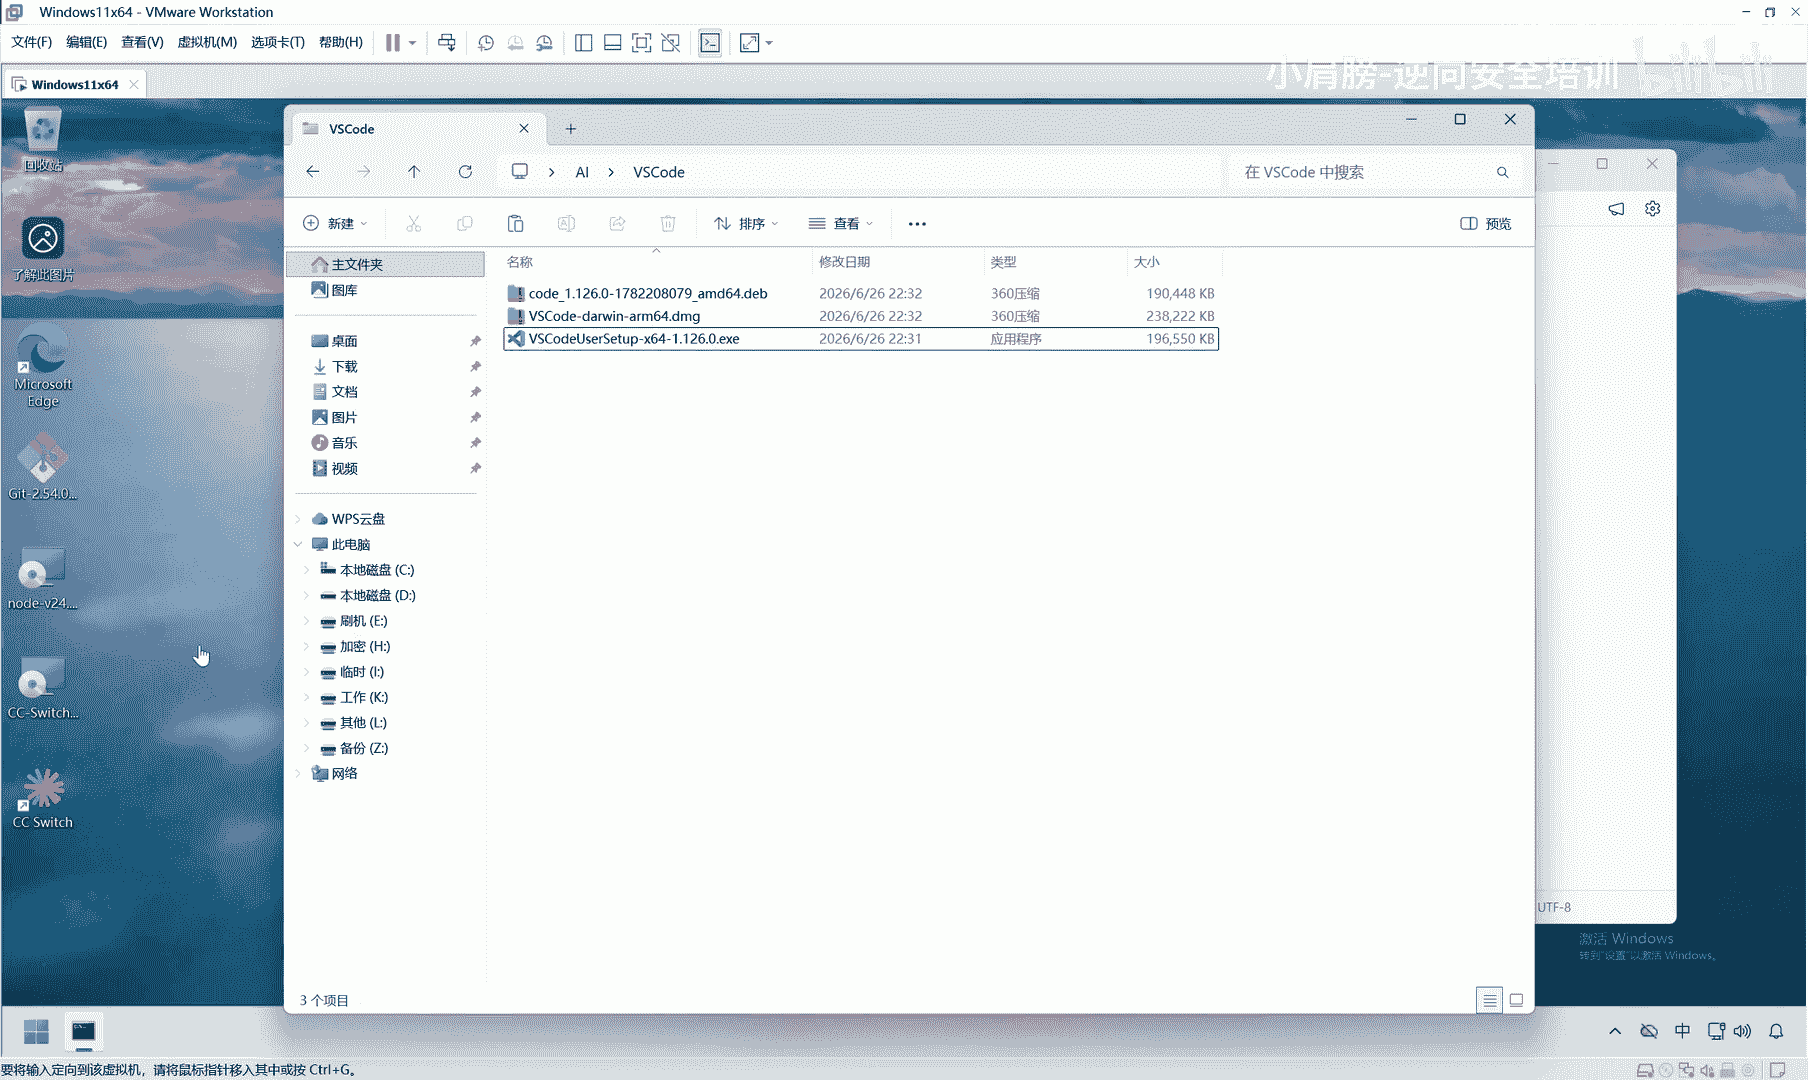 Windows11x64 - VMware Workstation
文件(F) 编辑(E) 查看(V) 虚拟机(M) 选项卡(T) 帮助(H)
小肩膀-逆向安全培训 bilibili
Windows11x64
VSCode
AI > VSCode
在 VSCode 中搜索
新建 排序 查看 预览
名称 修改日期 类型 大小
code_1.126.0-1782208079_amd64.deb 2026/6/26 22:32 360压缩 190,448 KB
VSCode-darwin-arm64.dmg 2026/6/26 22:32 360压缩 238,222 KB
VSCodeUserSetup-x64-1.126.0.exe 2026/6/26 22:31 应用程序 196,550 KB
主文件夹
图库
桌面
下载
文档
图片
音乐
视频
WPS云盘
此电脑
本地磁盘 (C:)
本地磁盘 (D:)
刷机 (E:)
加密 (H:)
临时 (I:)
工作 (K:)
其他 (L:)
备份 (Z:)
网络
3 个项目
回收站
了解此图片
Microsoft
Edge
Git-2.54.0...
node-v24....
CC-Switch...
CC Switch
UTF-8
激活 Windows
转到"设置"以激活 Windows。
中
要将输入定向到该虚拟机，请将鼠标指针移入其中或按 Ctrl+G。